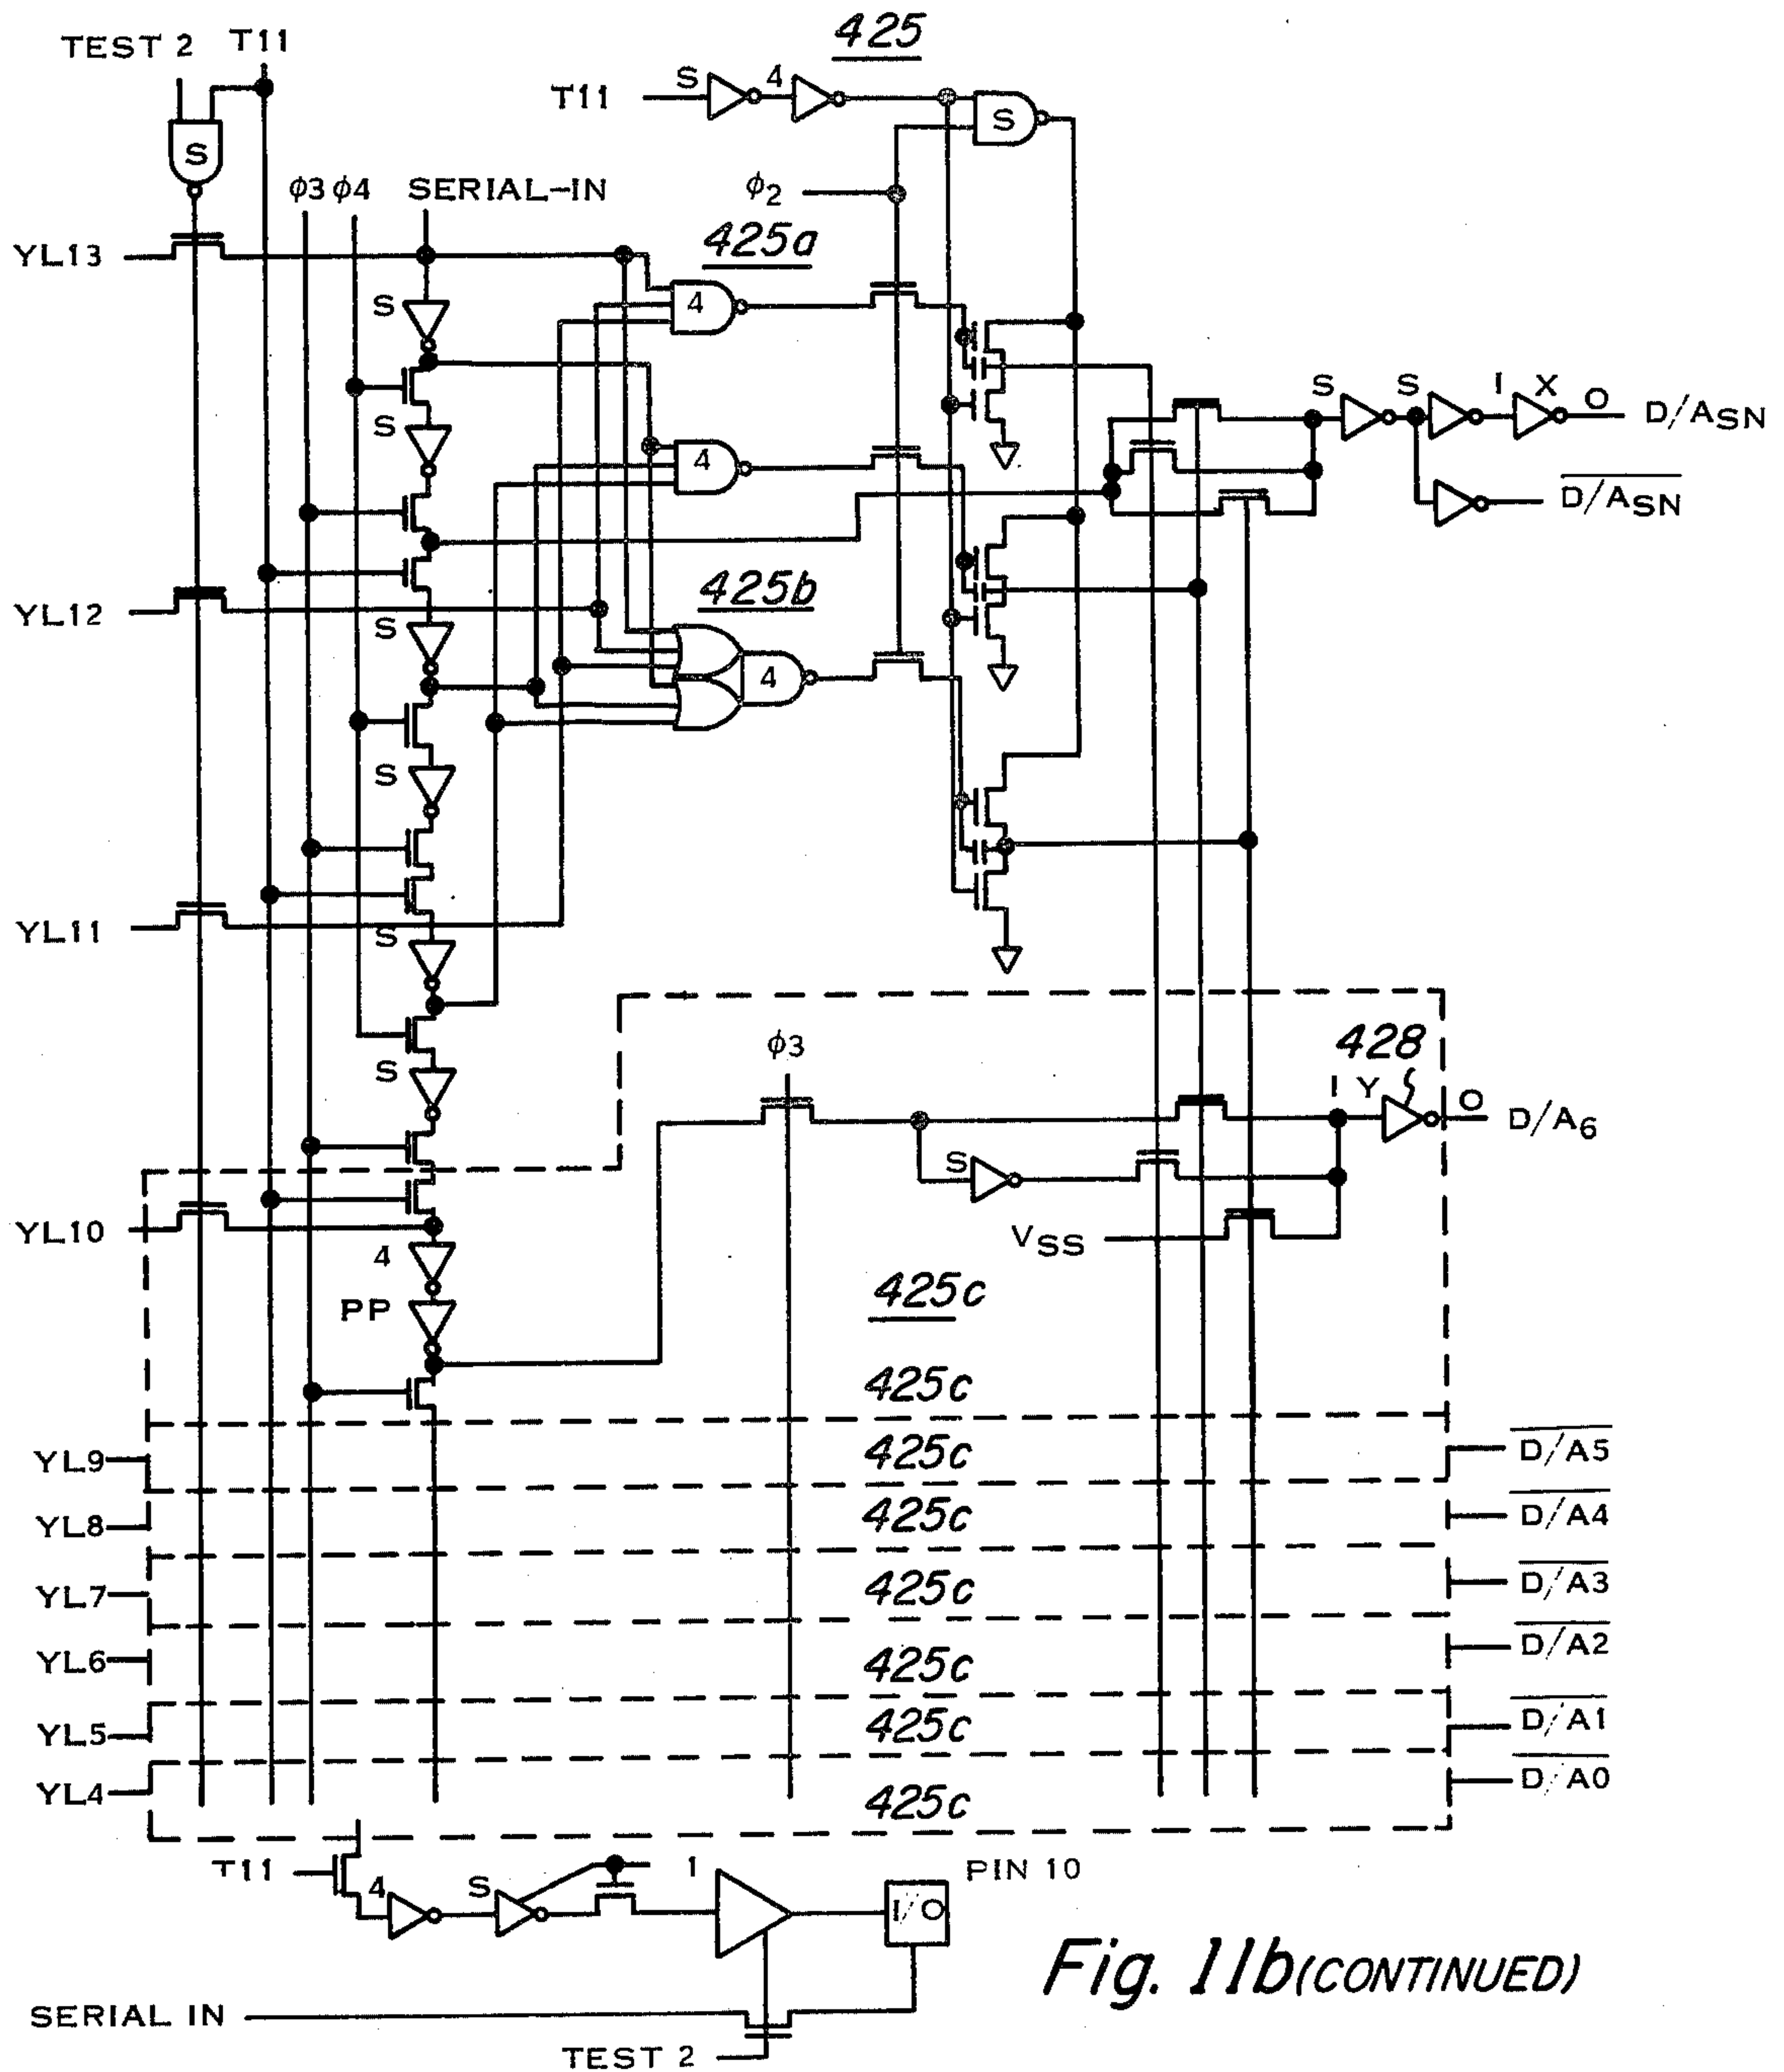 425
TEST 2 T11
T11 S 4
S
S
ϕ3 ϕ4 SERIAL-IN
ϕ2
425a
YL13
S
4
S
4
S S 1 X O D/ASN
D/ASN
425b
YL12
S
4
S
YL11
S
ϕ3
S
428
1 Y O D/A6
S
YL10
VSS
4
425c
PP
425c
YL9 425c D/A5
YL8 425c D/A4
YL7 425c D/A3
YL6 425c D/A2
YL5 425c D/A1
YL4 425c D/A0
T11 4 S 1 PIN 10
I/O
Fig. 11b (CONTINUED)
SERIAL IN
TEST 2